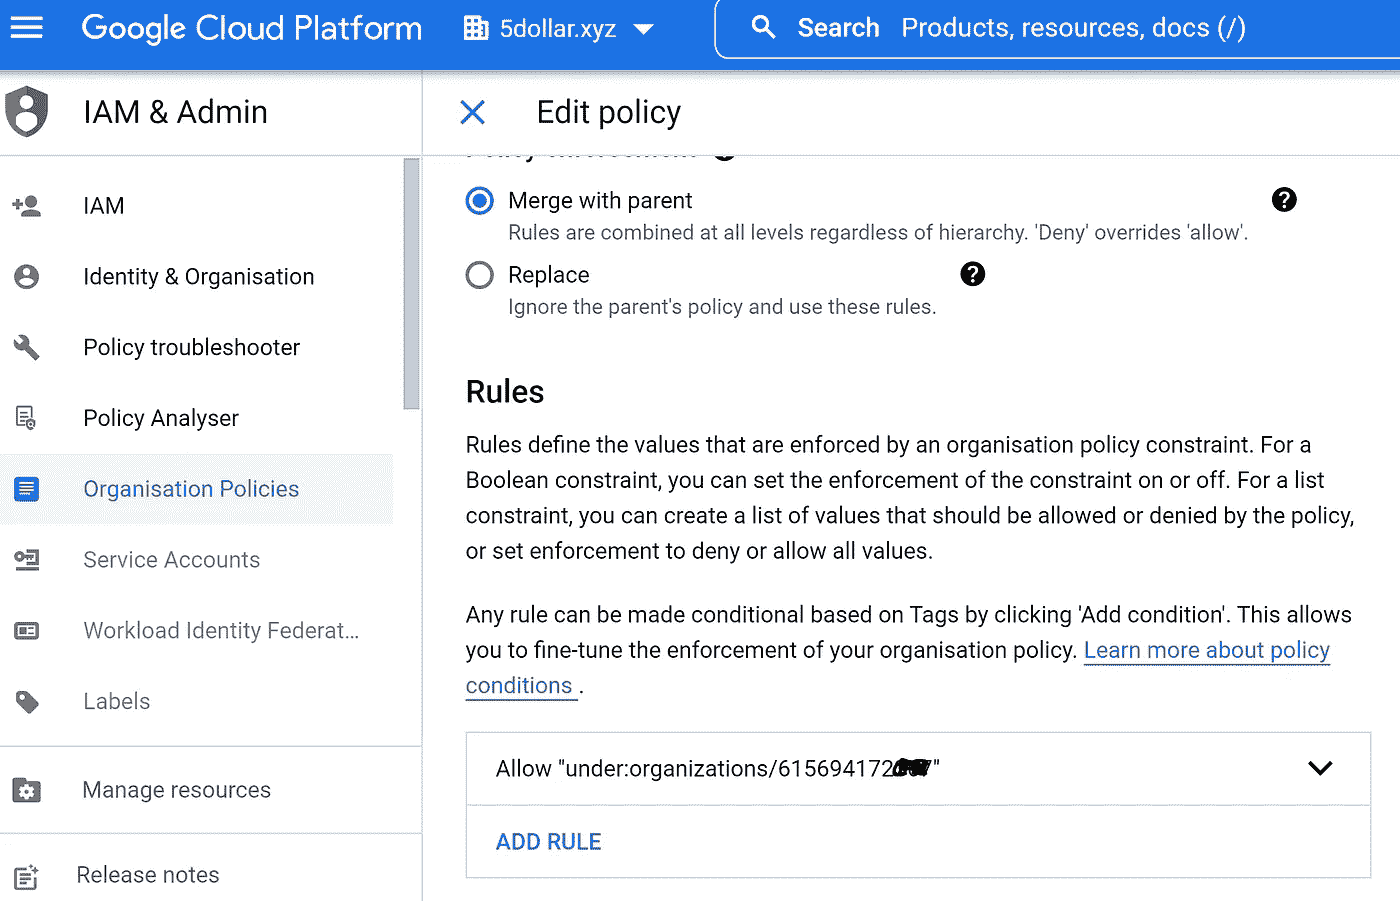 Google Cloud Platform
5dollar.xyz
Search Products, resources, docs (/)
IAM & Admin
Edit policy
IAM
Identity & Organisation
Policy troubleshooter
Policy Analyser
Organisation Policies
Service Accounts
Workload Identity Federat...
Labels
Manage resources
Release notes
Merge with parent
Rules are combined at all levels regardless of hierarchy. 'Deny' overrides 'allow'.
Replace
Ignore the parent's policy and use these rules.
Rules
Rules define the values that are enforced by an organisation policy constraint. For a
Boolean constraint, you can set the enforcement of the constraint on or off. For a list
constraint, you can create a list of values that should be allowed or denied by the policy,
or set enforcement to deny or allow all values.
Any rule can be made conditional based on Tags by clicking 'Add condition'. This allows
you to fine-tune the enforcement of your organisation policy. Learn more about policy
conditions .
Allow "under:organizations/615694172
ADD RULE